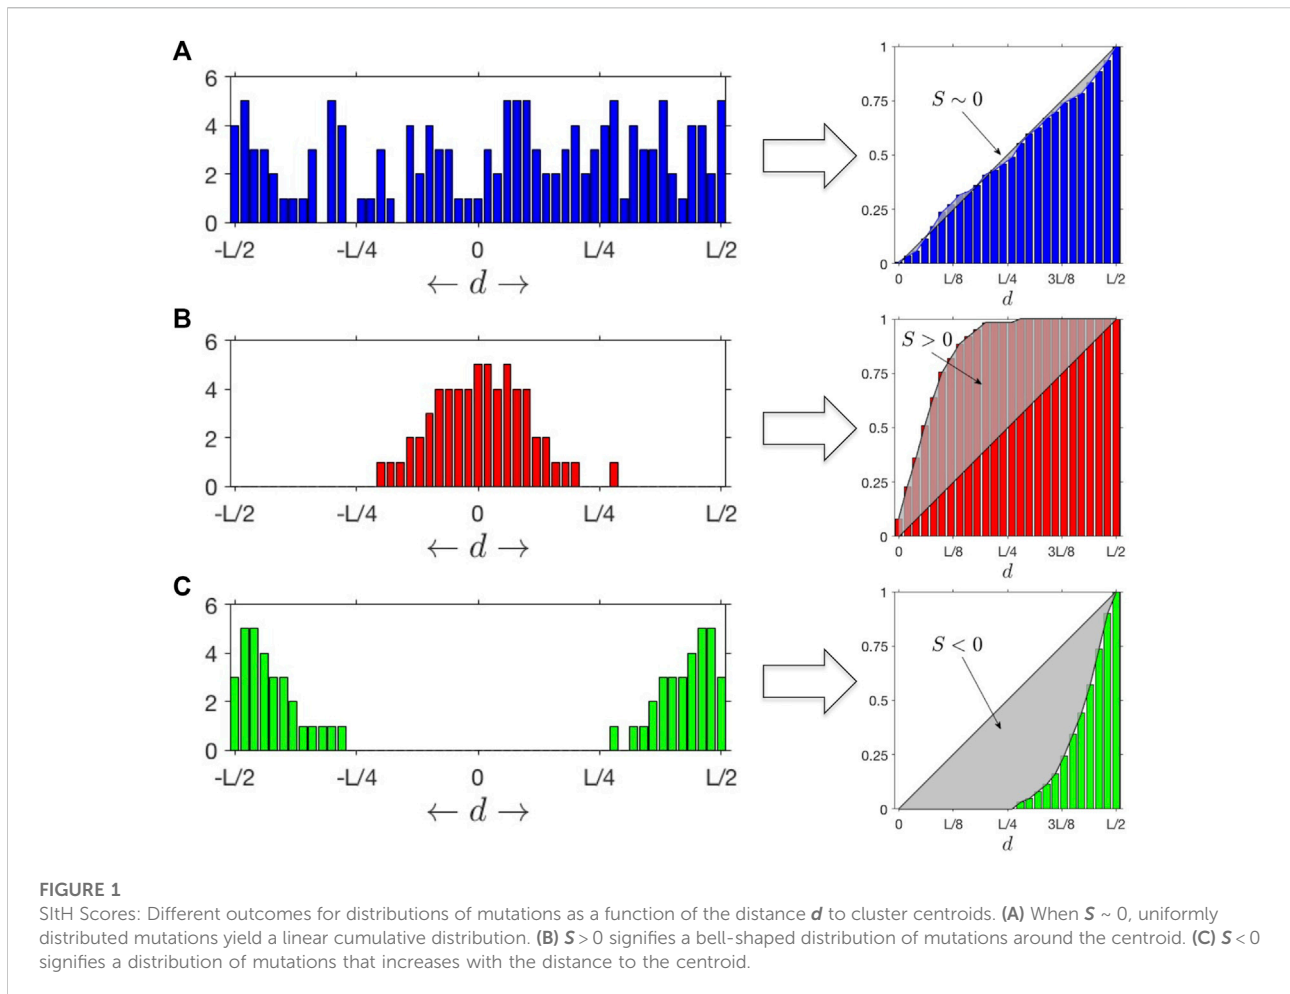 A
6
4
2
0
-L/2
-L/4
0
L/4
L/2
← d →
1
0.75
0.5
0.25
0
S ∼ 0
0
L/8
L/4
3L/8
L/2
d
B
6
4
2
0
-L/2
-L/4
0
L/4
L/2
← d →
1
0.75
0.5
0.25
0
S > 0
0
L/8
L/4
3L/8
L/2
d
C
6
4
2
0
-L/2
-L/4
0
L/4
L/2
← d →
1
0.75
0.5
0.25
0
S < 0
0
L/8
L/4
3L/8
L/2
d
FIGURE 1
SItH Scores: Different outcomes for distributions of mutations as a function of the distance d to cluster centroids. (A) When S ~ 0, uniformly
distributed mutations yield a linear cumulative distribution. (B) S > 0 signifies a bell-shaped distribution of mutations around the centroid. (C) S < 0
signifies a distribution of mutations that increases with the distance to the centroid.